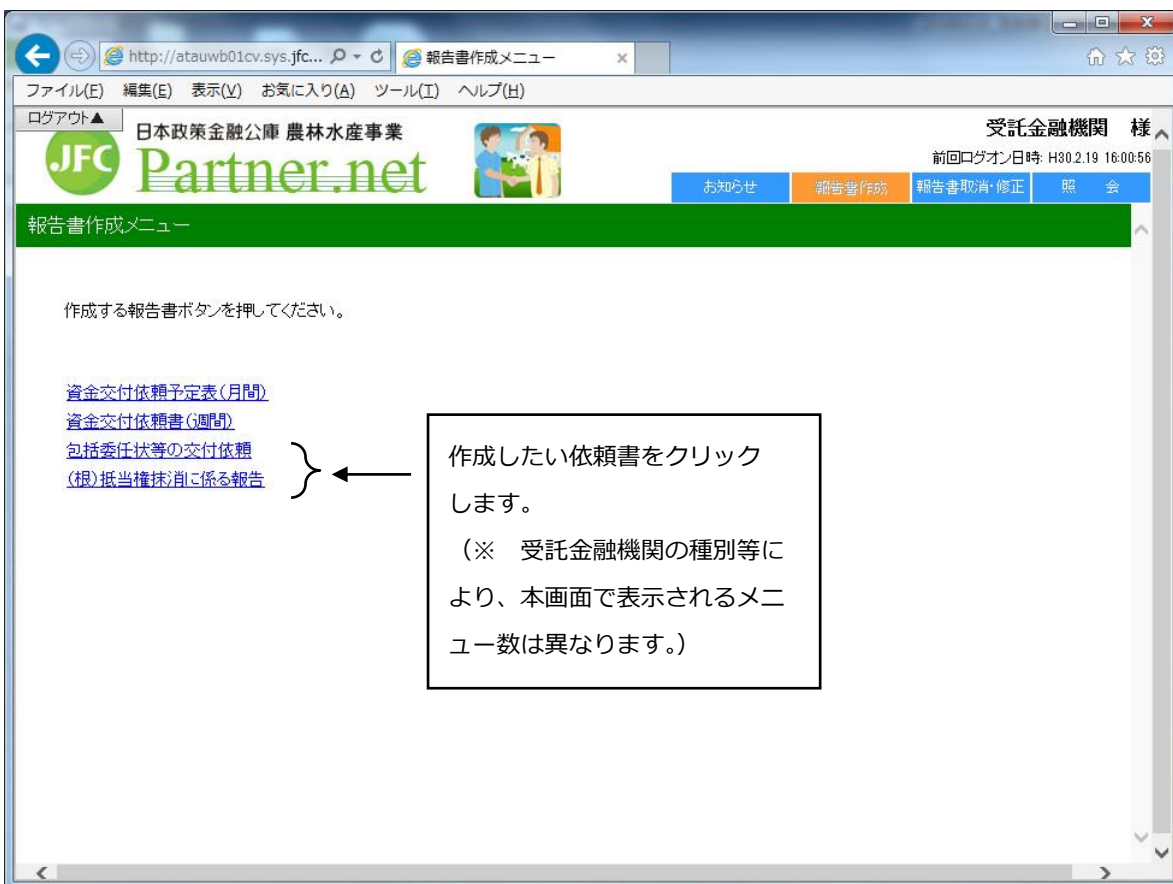 http://atauwb01cv.sys.jfc...
報告書作成メニュー
ファイル(F) 編集(E) 表示(V) お気に入り(A) ツール(T) ヘルプ(H)
ログアウト▲
日本政策金融公庫 農林水産事業
JFC
Partner.net
受託金融機関 様
前回ログオン日時: H30.2.19 16:00:56
お知らせ 報告書作成 報告書取消・修正 照 会
報告書作成メニュー
作成する報告書ボタンを押してください。
資金交付依頼予定表(月間)
資金交付依頼書(週間)
包括委任状等の交付依頼
(根)抵当権抹消に係る報告
作成したい依頼書をクリック
します。
(※ 受託金融機関の種別等に
より、本画面で表示されるメニ
ュー数は異なります。)